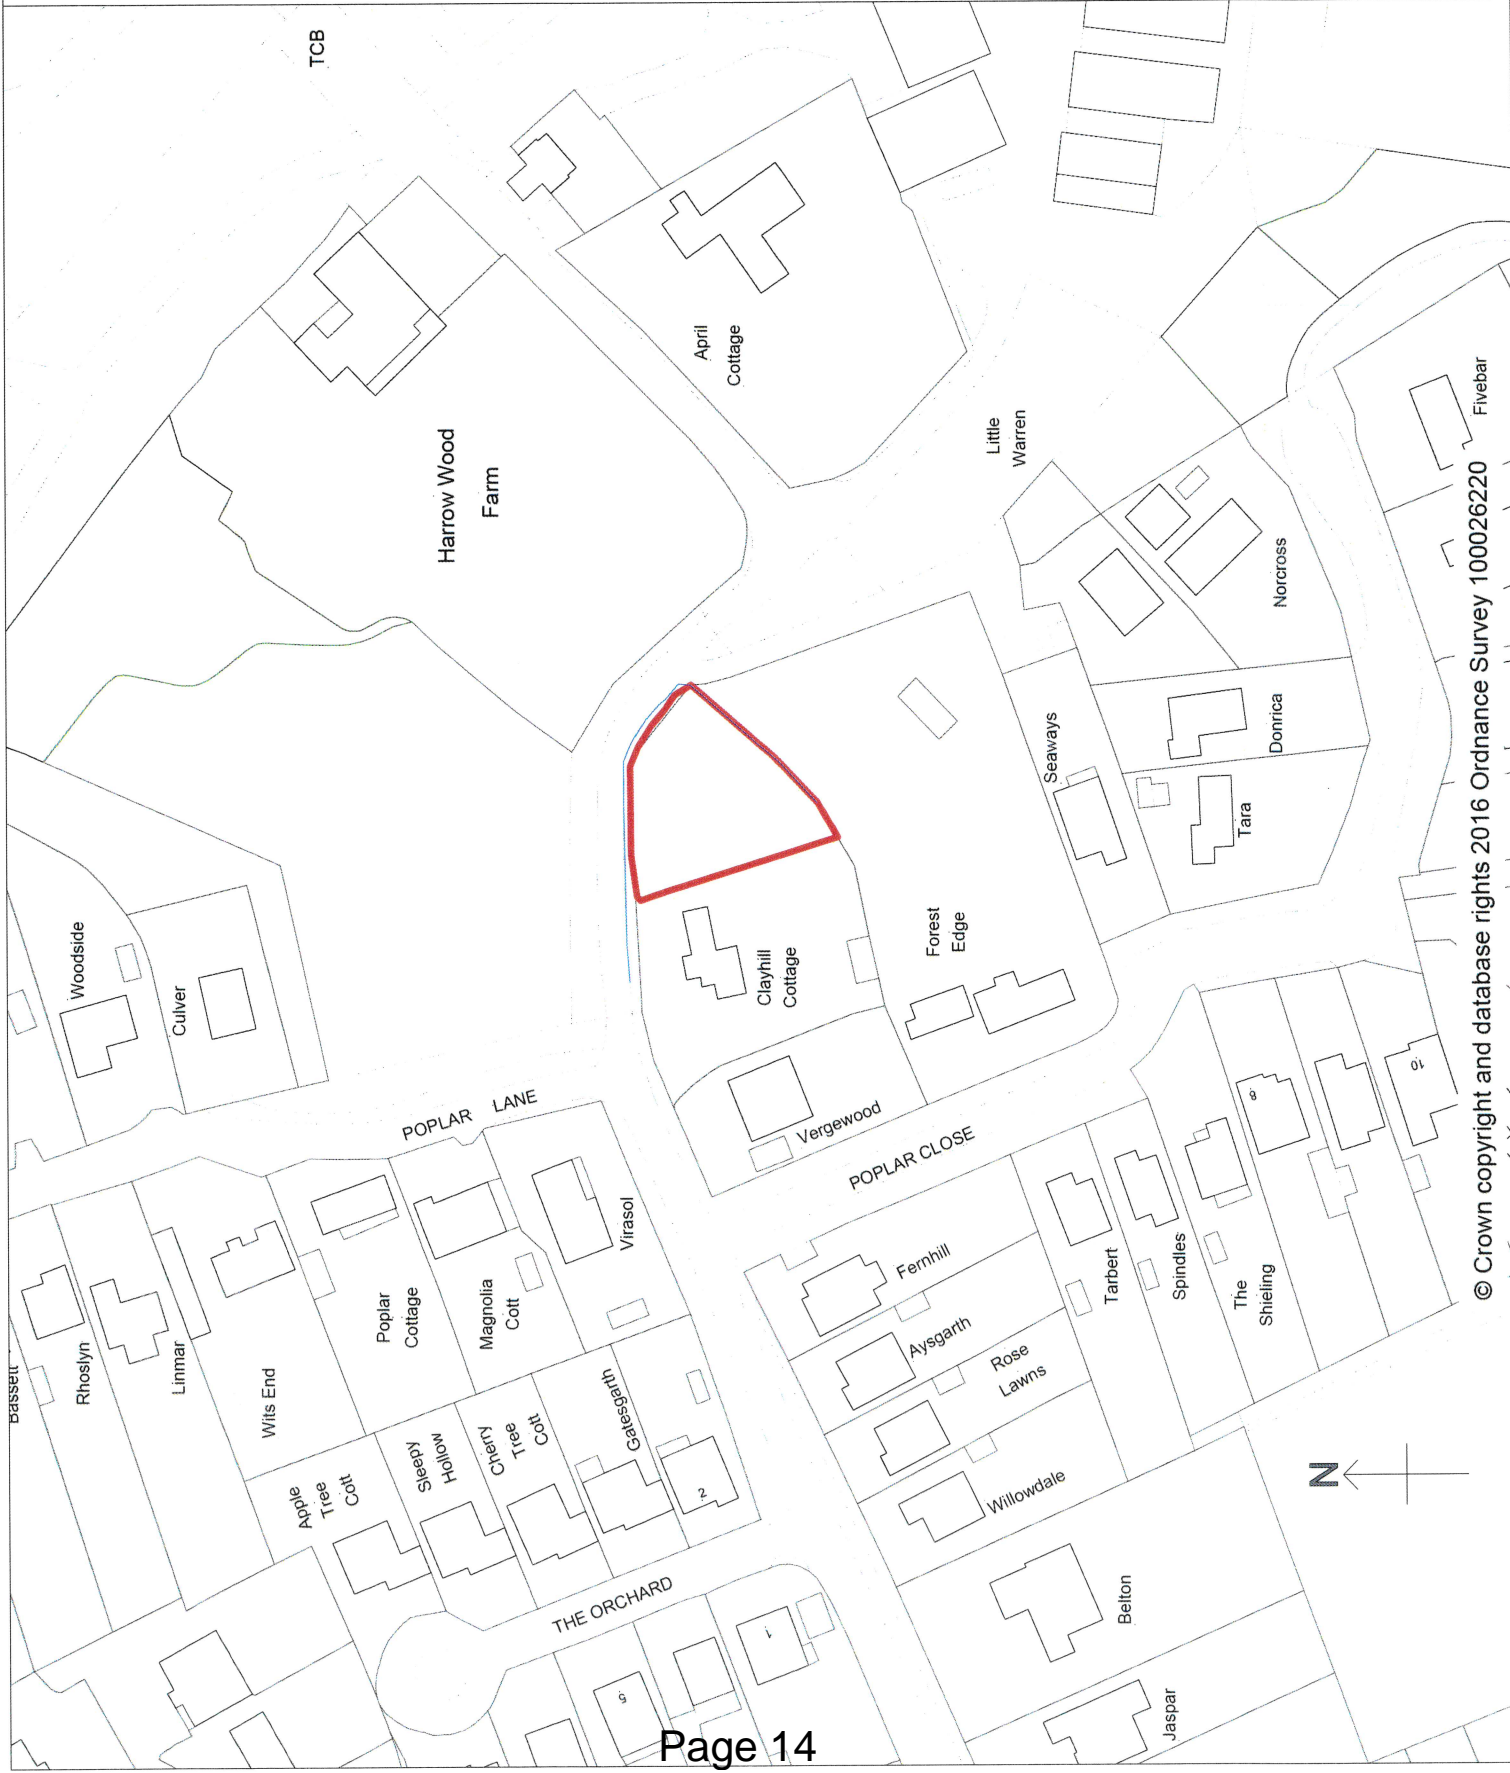 TCB
Harrow Wood
Farm
April
Cottage
Little
Warren
Fivebar
Norcross
Donrica
Tara
Seaways
Woodside
Culver
Clayhill
Cottage
Forest
Edge
Vergewood
POPLAR LANE
POPLAR CLOSE
8
10
Bassett
Rhoslyn
Linmar
Wits End
Poplar
Cottage
Magnolia
Cott
Virasol
Fernhill
Aysgarth
Rose
Lawns
Tarbert
Spindles
The
Shieling
Apple
Tree
Cott
Sleepy
Hollow
Cherry
Tree
Cott
Gatesgarth
2
Willowdale
Belton
Jaspar
THE ORCHARD
5
1
N
© Crown copyright and database rights 2016 Ordnance Survey 100026220
Page 14